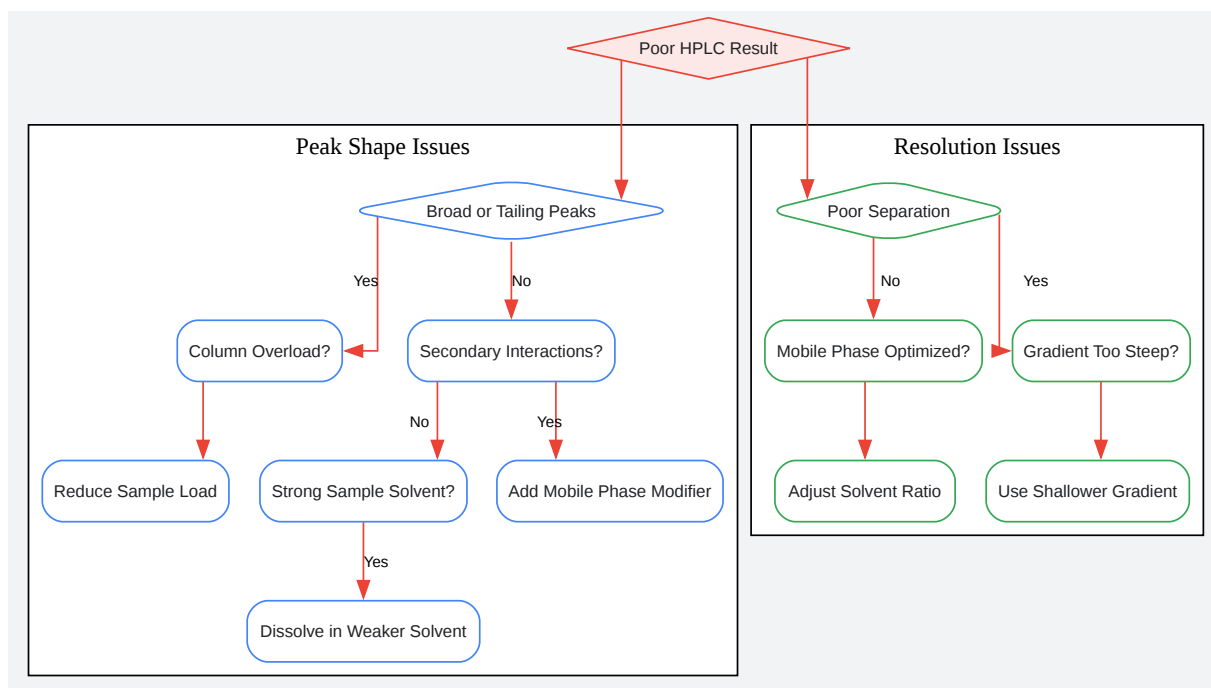 Poor HPLC Result
Peak Shape Issues
Resolution Issues
Broad or Tailing Peaks
Poor Separation
Yes
No
No
Yes
Column Overload?
Secondary Interactions?
Mobile Phase Optimized?
Gradient Too Steep?
No
Yes
Reduce Sample Load
Strong Sample Solvent?
Add Mobile Phase Modifier
Adjust Solvent Ratio
Use Shallower Gradient
Yes
Dissolve in Weaker Solvent